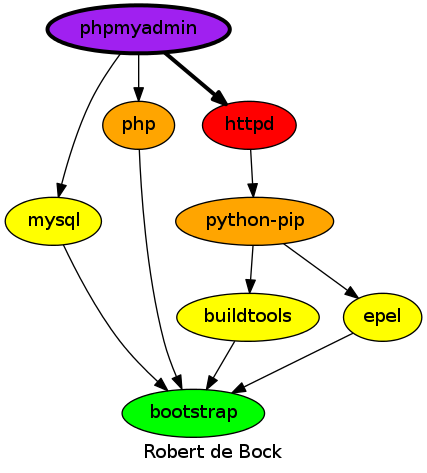 phpmyadmin
php
httpd
mysql
python-pip
buildtools
epel
bootstrap
Robert de Bock